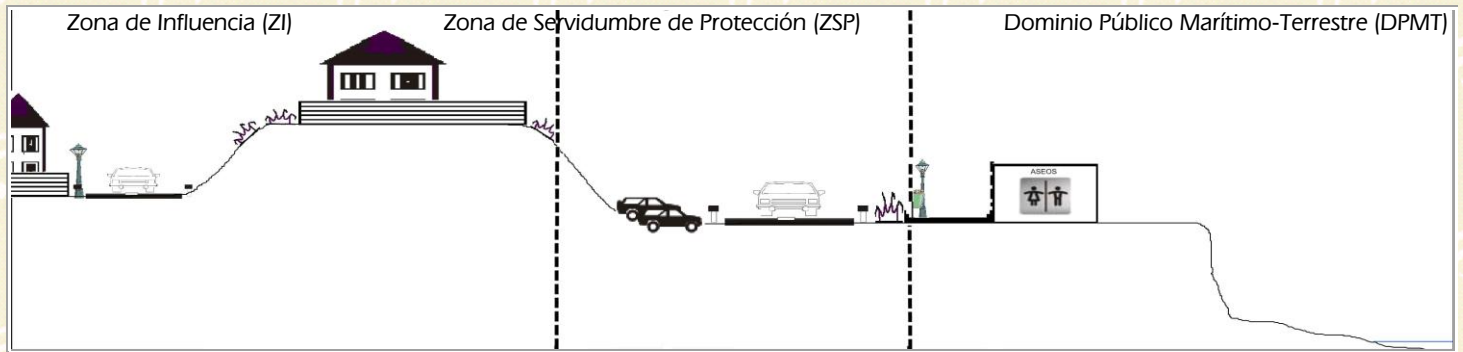 Zona de Influencia (ZI)
Zona de Servidumbre de Protección (ZSP)
Dominio Público Marítimo-Terrestre (DPMT)
ASEOS